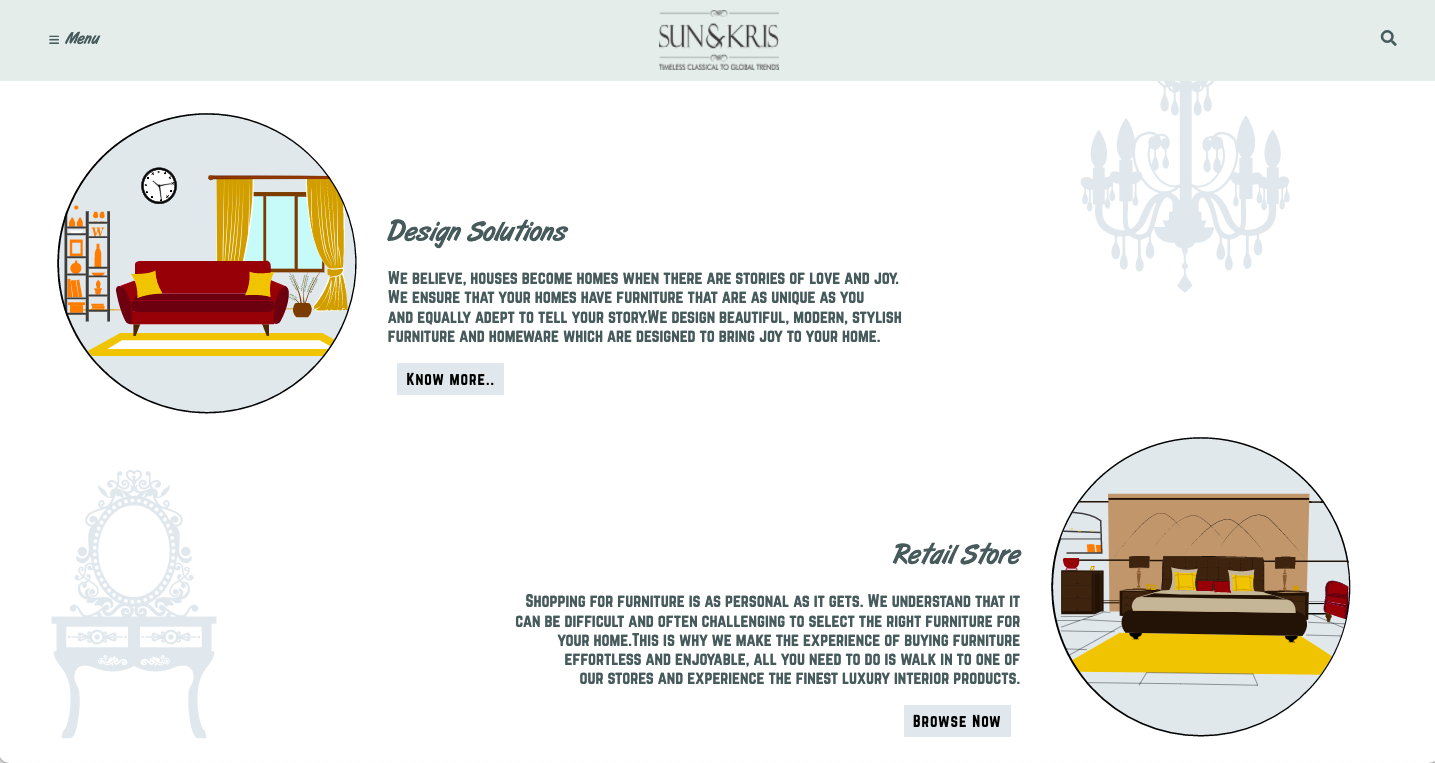 Menu
SUN&KRIS
TIMELESS CLASSICAL TO GLOBAL TRENDS
W
Design Solutions
We believe, houses become homes when there are stories of love and joy.
We ensure that your homes have furniture that are as unique as you
and equally adept to tell your story.We design beautiful, modern, stylish
furniture and homeware which are designed to bring joy to your home.
Know more..
Retail Store
Shopping for furniture is as personal as it gets. We understand that it
can be difficult and often challenging to select the right furniture for
your home.This is why we make the experience of buying furniture
effortless and enjoyable, all you need to do is walk in to one of
our stores and experience the finest luxury interior products.
Browse Now